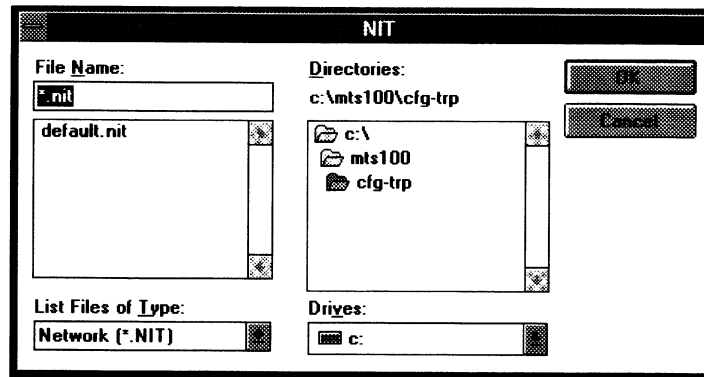 NIT
File Name:
*.nit
default.nit
List Files of Type:
Network (*.NIT)
Directories:
c:\mts100\cfg-trp
c:\
mts100
cfg-trp
Drives:
c:
OK
Cancel